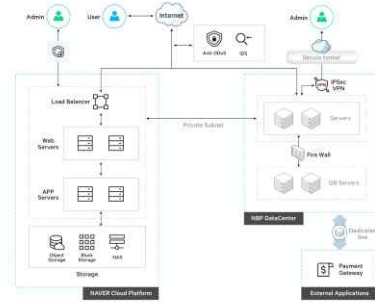 Admin
User
Internet
Admin
Anti-DDoS
IDS
Secure tunnel
IPSec
VPN
VPN
Load Balancer
Servers
Private Subnet
Web
Servers
Fire Wall
APP
Servers
DB Servers
NBP DataCenter
Object
Storage
Block
Storage
NAS
Dedicated
line
Storage
Payment
Gateway
NAVER Cloud Platform
External Applications